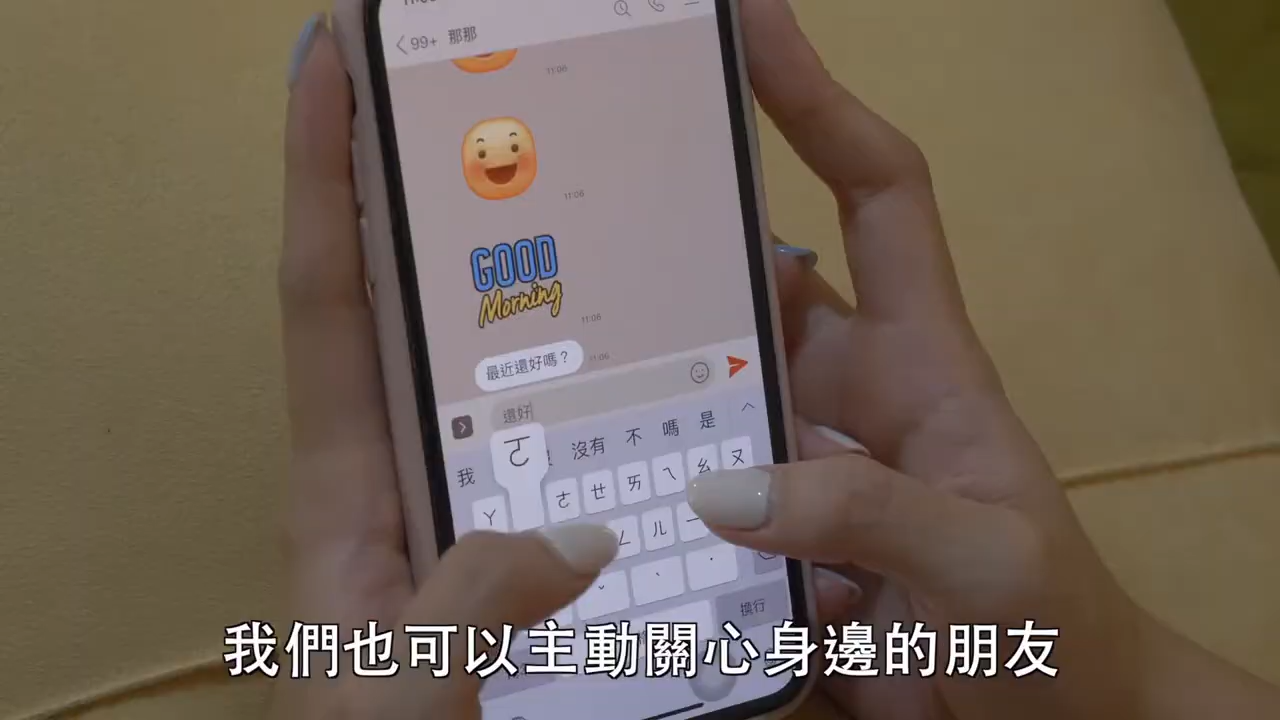 99+ 那那
11:06
11:06
GOOD
Morning
11:06
最近還好嗎？
11:06
還好
我 沒有 不 嗎 是
ㄛ
ㄚ ㄜ ㄝ ㄞ ㄟ ㄠ ㄡ
ㄥ ㄦ ㄧ
ˇ ˋ ˙
換行
我們也可以主動關心身邊的朋友